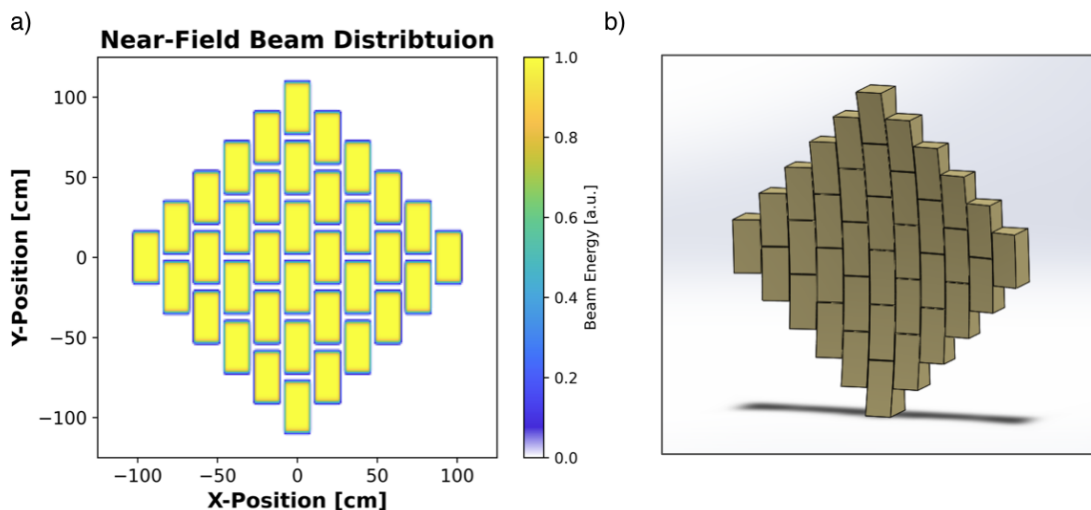 a)
Near-Field Beam Distribtuion
100
50
0
−50
−100
Y-Position [cm]
−100 −50 0 50 100
X-Position [cm]
1.0
0.8
0.6
0.4
0.2
0.0
Beam Energy [a.u.]
b)